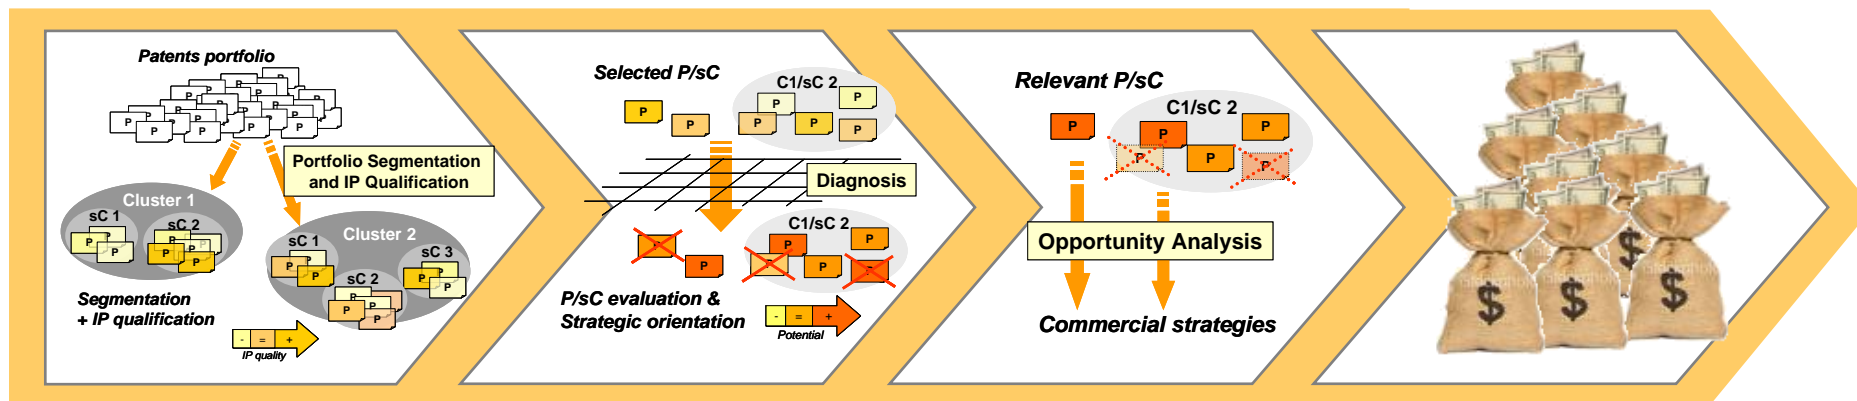 Patents portfolio
P P P P P P P P P P P P P P P P
Portfolio Segmentation
and IP Qualification
Cluster 1
sC 1
sC 2
P P P
P P P P
Cluster 2
sC 1
sC 2
sC 3
P P P
P P P P
P P P
Segmentation
+ IP qualification
- = +
IP quality
Selected P/sC
C1/sC 2
P P
P P P P P
Diagnosis
C1/sC 2
P
P P P P
P/sC evaluation &
Strategic orientation
- = +
Potential
Relevant P/sC
C1/sC 2
P
P P P P P
Opportunity Analysis
Commercial strategies
$ $ $ $